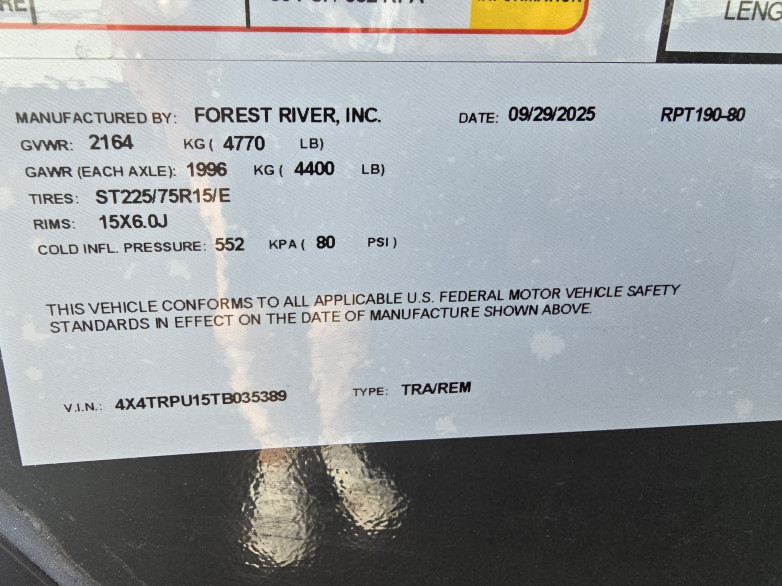 RE
INFORMATION
LENG
MANUFACTURED BY: FOREST RIVER, INC. DATE: 09/29/2025 RPT190-80
GVWR: 2164 KG ( 4770 LB)
GAWR (EACH AXLE): 1996 KG ( 4400 LB)
TIRES: ST225/75R15/E
RIMS: 15X6.0J
COLD INFL. PRESSURE: 552 KPA ( 80 PSI )
THIS VEHICLE CONFORMS TO ALL APPLICABLE U.S. FEDERAL MOTOR VEHICLE SAFETY
STANDARDS IN EFFECT ON THE DATE OF MANUFACTURE SHOWN ABOVE.
V.I.N.: 4X4TRPU15TB035389 TYPE: TRA/REM